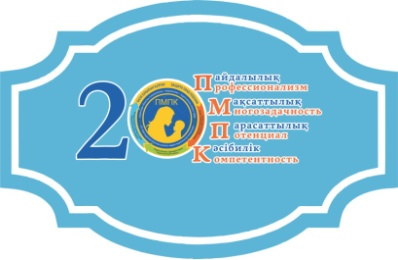 20
ПМПК
Пайдалылық
Профессионализм
Мақсаттылық
Многозадачность
Парасаттылық
Потенциал
Кәсібилік
Компетентность